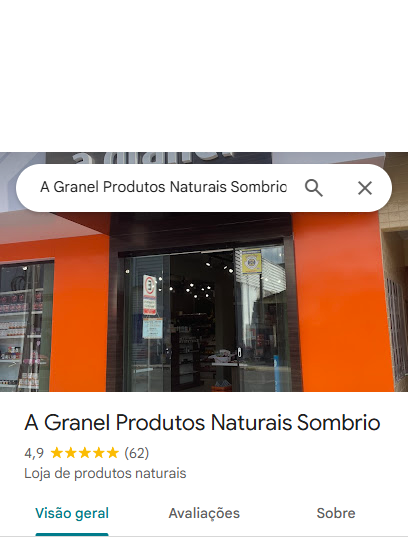 a granel
A Granel Produtos Naturais Sombrio
A Granel Produtos Naturais Sombrio
4,9 ★★★★★ (62)
Loja de produtos naturais
Visão geral Avaliações Sobre